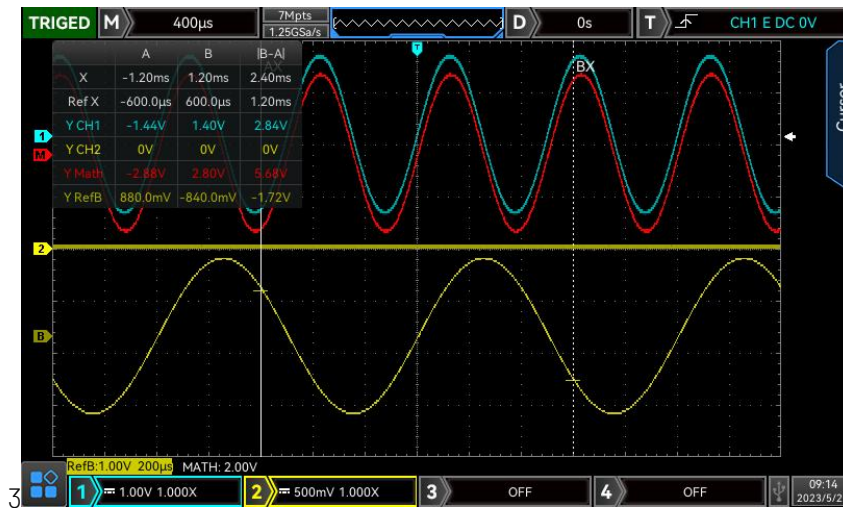 TRIGED M 400μs 7Mpts 1.25GSa/s D 0s T CH1 E DC 0V
T
A B |B-A|
X -1.20ms 1.20ms 2.40ms
Ref X -600.0μs 600.0μs 1.20ms
Y CH1 -1.44V 1.40V 2.84V
Y CH2 0V 0V 0V
Y Math -2.88V 2.80V 5.68V
Y RefB 880.0mV -840.0mV -1.72V
AX
BX
Cursor
1
M
2
B
RefB:1.00V 200μs MATH: 2.00V
3
1 1.00V 1.000X 2 500mV 1.000X 3 OFF 4 OFF 09:14
2023/5/2